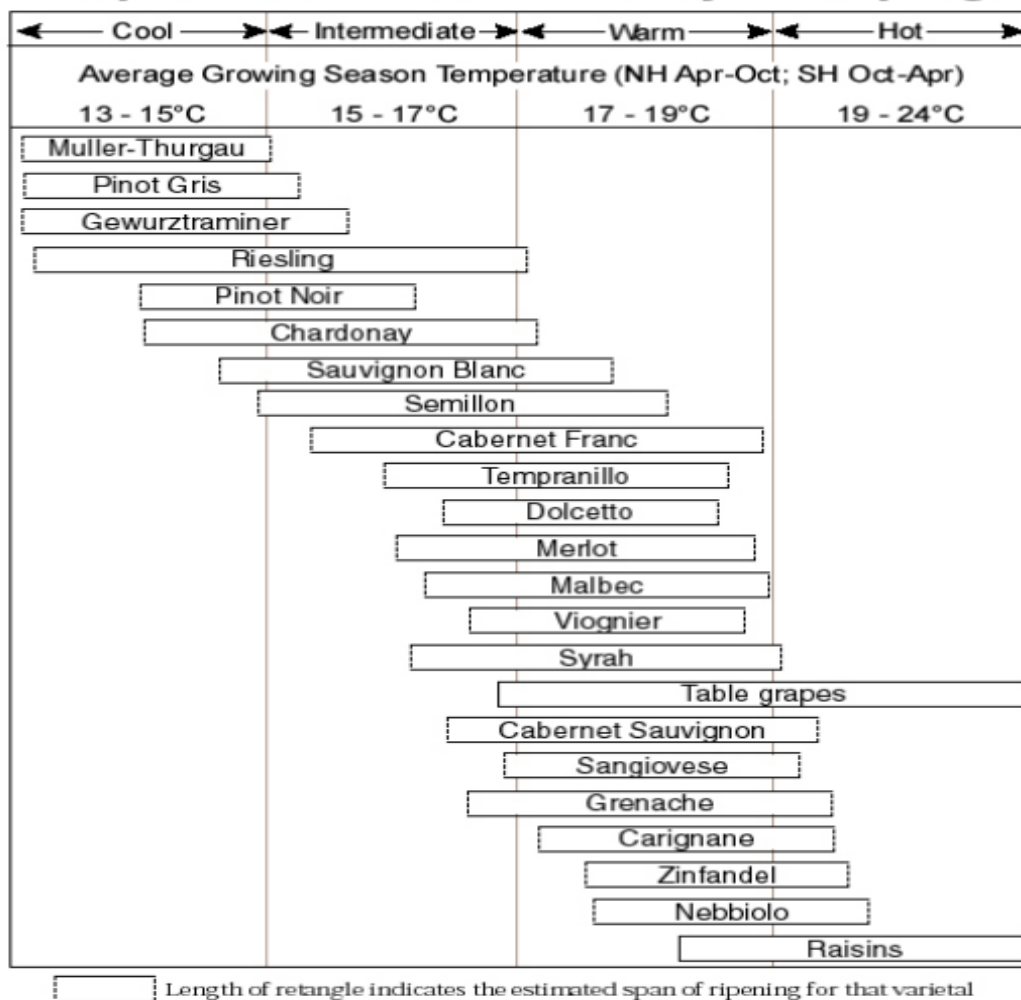 Cool Intermediate Warm Hot
Average Growing Season Temperature (NH Apr-Oct; SH Oct-Apr)
13 - 15°C 15 - 17°C 17 - 19°C 19 - 24°C
Muller-Thurgau
Pinot Gris
Gewurztraminer
Riesling
Pinot Noir
Chardonay
Sauvignon Blanc
Semillon
Cabernet Franc
Tempranillo
Dolcetto
Merlot
Malbec
Viognier
Syrah
Table grapes
Cabernet Sauvignon
Sangiovese
Grenache
Carignane
Zinfandel
Nebbiolo
Raisins
Length of retangle indicates the estimated span of ripening for that varietal